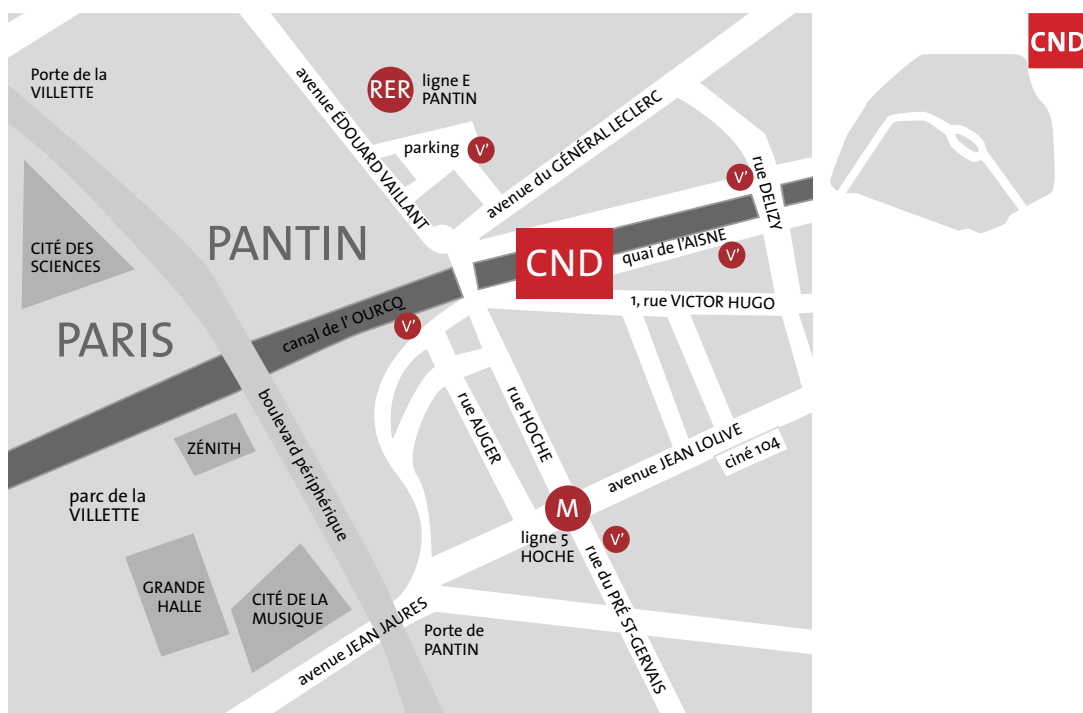 CND
Porte de la
VILLETTE
avenue ÉDOUARD VAILLANT
RER
ligne E
PANTIN
parking
V'
avenue du GÉNÉRAL LECLERC
V'
rue DELIZY
CITÉ DES
SCIENCES
PANTIN
CND
quai de l'AISNE
V'
1, rue VICTOR HUGO
PARIS
canal de l' OURCQ
V'
boulevard périphérique
rue AUGER
rue HOCHE
ZÉNITH
avenue JEAN LOLIVE
ciné 104
parc de la
VILLETTE
M
ligne 5
HOCHE
V'
rue du PRÉ ST-GERVAIS
GRANDE
HALLE
CITÉ DE LA
MUSIQUE
avenue JEAN JAURES
Porte de
PANTIN